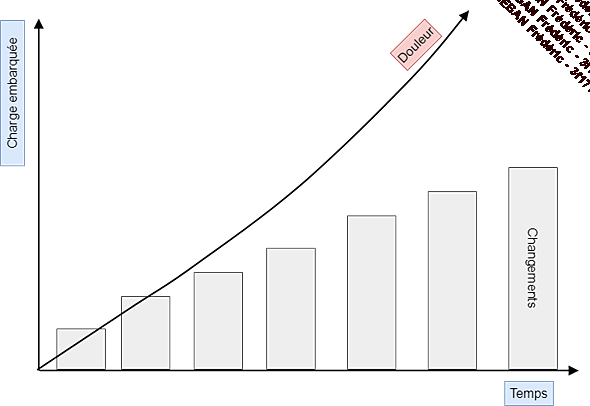 Charge embarquée
Douleur
Changements
Temps